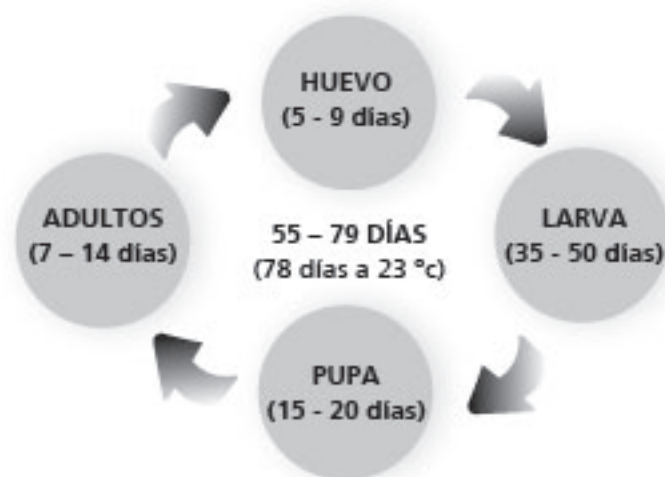 HUEVO
(5 - 9 días)
ADULTOS
(7 – 14 días)
55 – 79 DÍAS
(78 días a 23 °c)
LARVA
(35 - 50 días)
PUPA
(15 - 20 días)